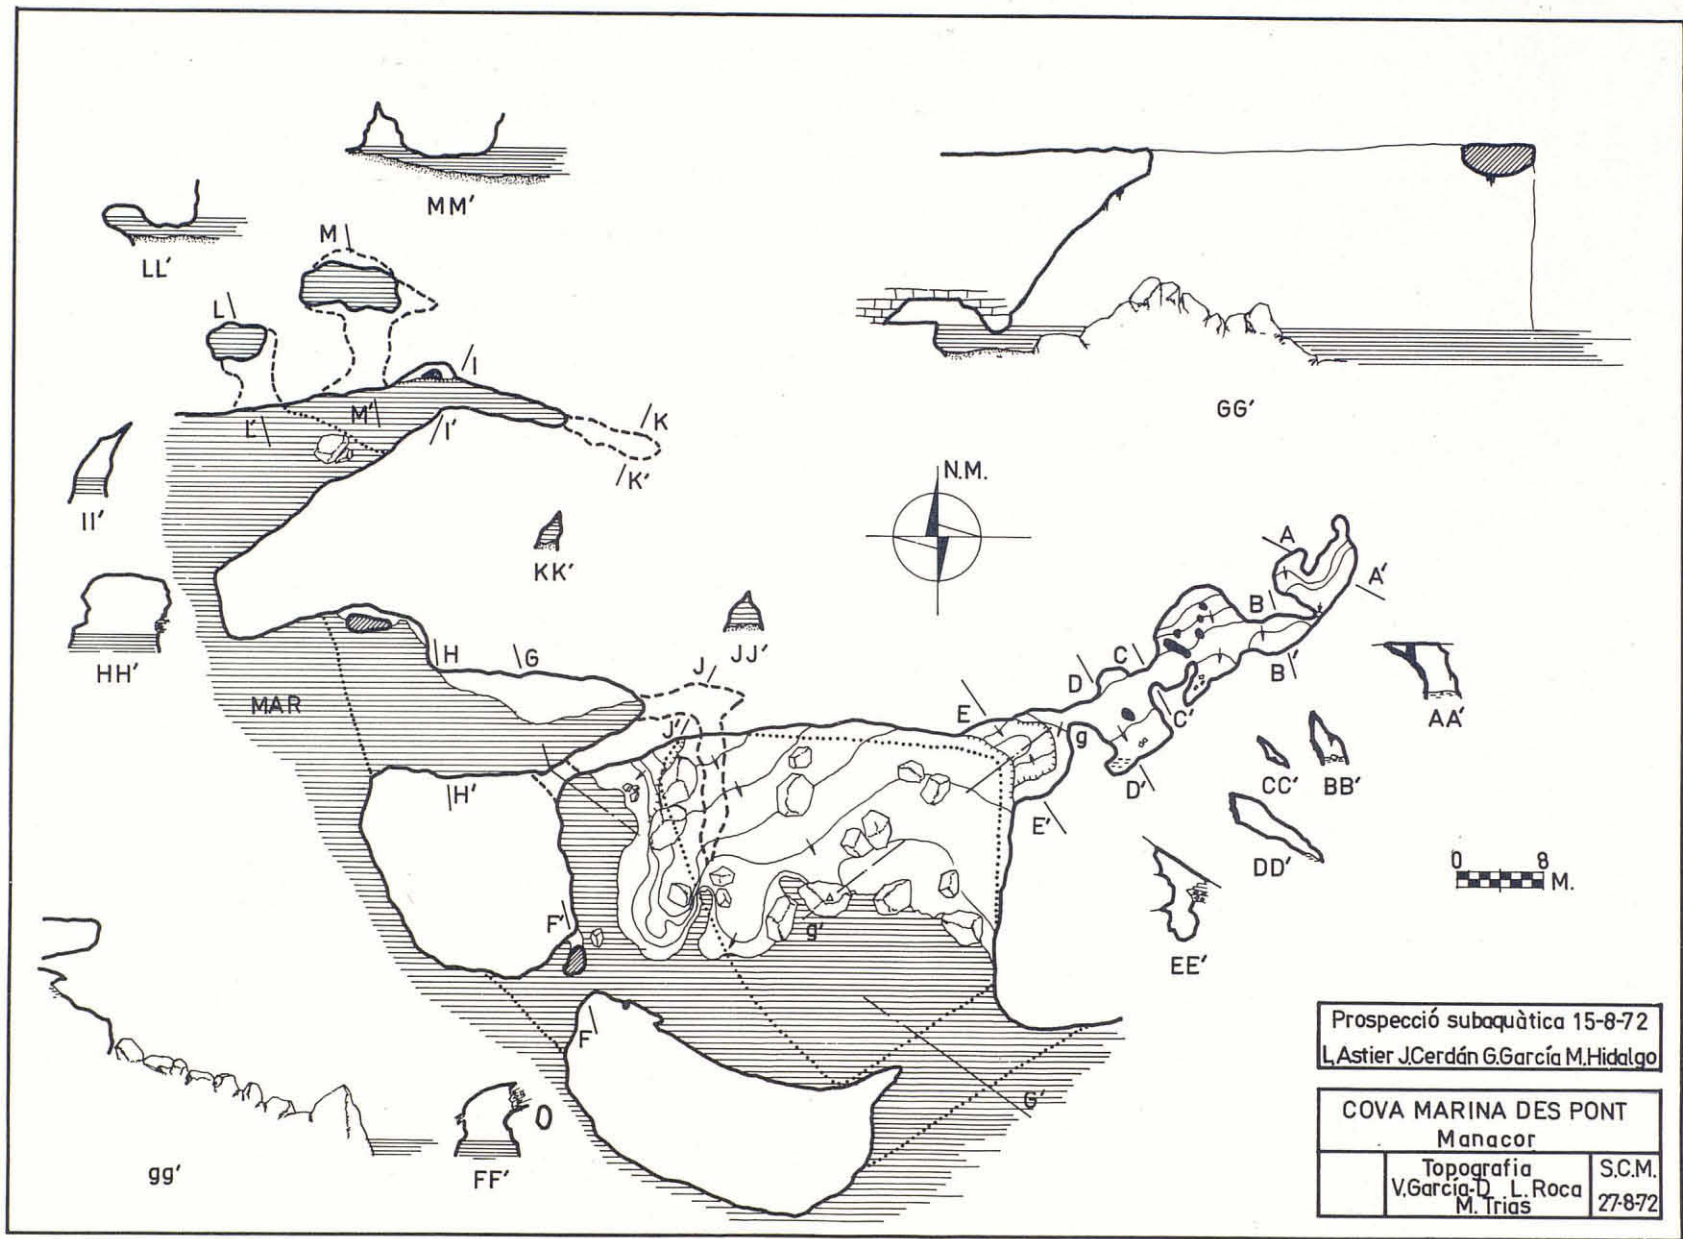 MM'
LL'
M
L
I
L'
M'
I'
K
K'
GG'
N.M.
II'
KK'
HH'
JJ'
A
A'
B
B'
H
G
J
D
C
AA'
MAR
J'
E
g
C'
CC'
BB'
D'
H'
E'
DD'
0 8
M.
F'
g'
EE'
F
G'
gg'
FF'
Prospecció subaquàtica 15-8-72
L,Astier J.Cerdán G.García M.Hidalgo
COVA MARINA DES PONT
Manacor
Topografia
V.García-D. L.Roca
M.Trias
S.C.M.
27-8-72